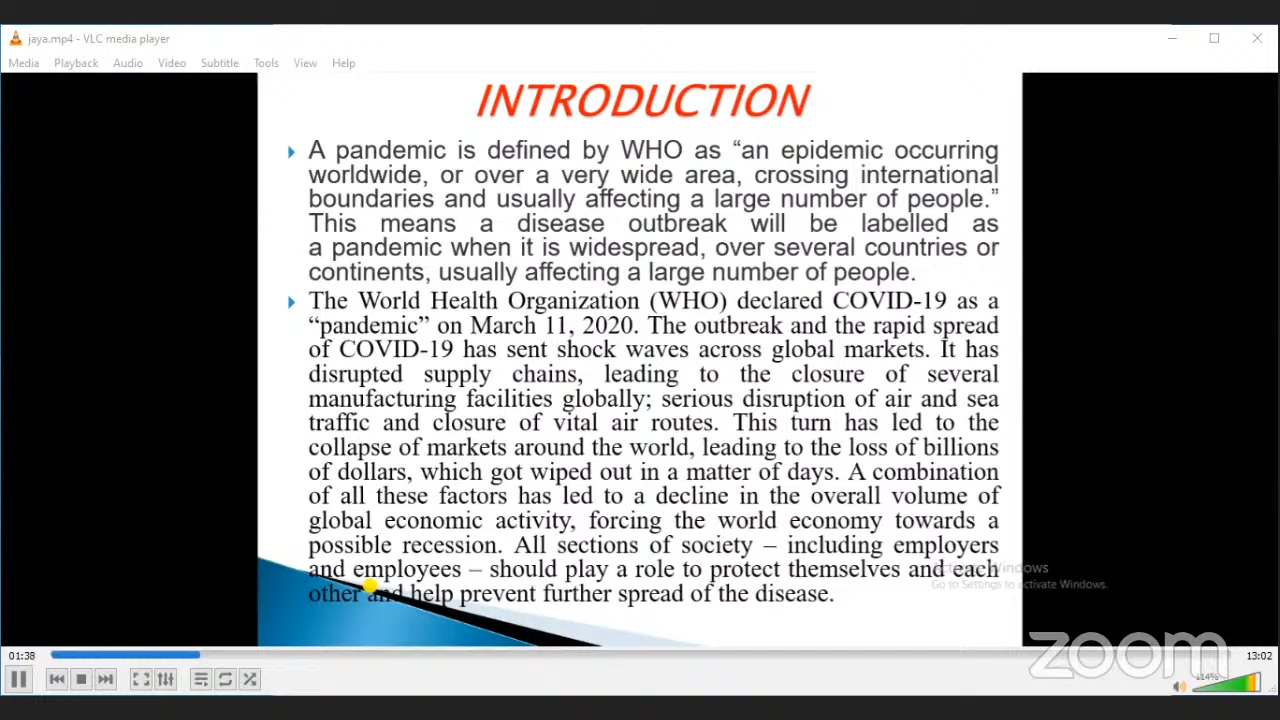 jaya.mp4 - VLC media player
Media Playback Audio Video Subtitle Tools View Help
INTRODUCTION
A pandemic is defined by WHO as “an epidemic occurring
worldwide, or over a very wide area, crossing international
boundaries and usually affecting a large number of people.”
This means a disease outbreak will be labelled as
a pandemic when it is widespread, over several countries or
continents, usually affecting a large number of people.
The World Health Organization (WHO) declared COVID-19 as a
“pandemic” on March 11, 2020. The outbreak and the rapid spread
of COVID-19 has sent shock waves across global markets. It has
disrupted supply chains, leading to the closure of several
manufacturing facilities globally; serious disruption of air and sea
traffic and closure of vital air routes. This turn has led to the
collapse of markets around the world, leading to the loss of billions
of dollars, which got wiped out in a matter of days. A combination
of all these factors has led to a decline in the overall volume of
global economic activity, forcing the world economy towards a
possible recession. All sections of society – including employers
and employees – should play a role to protect themselves and each
other and help prevent further spread of the disease.
Activate Windows
Go to Settings to activate Windows.
zoom
01:38
13:02
114%